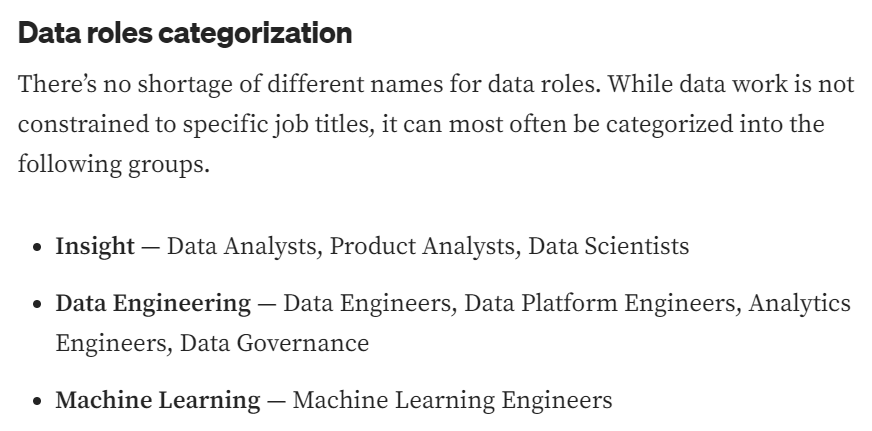 Data roles categorization
There’s no shortage of different names for data roles. While data work is not
constrained to specific job titles, it can most often be categorized into the
following groups.
• Insight — Data Analysts, Product Analysts, Data Scientists
• Data Engineering — Data Engineers, Data Platform Engineers, Analytics
Engineers, Data Governance
• Machine Learning — Machine Learning Engineers